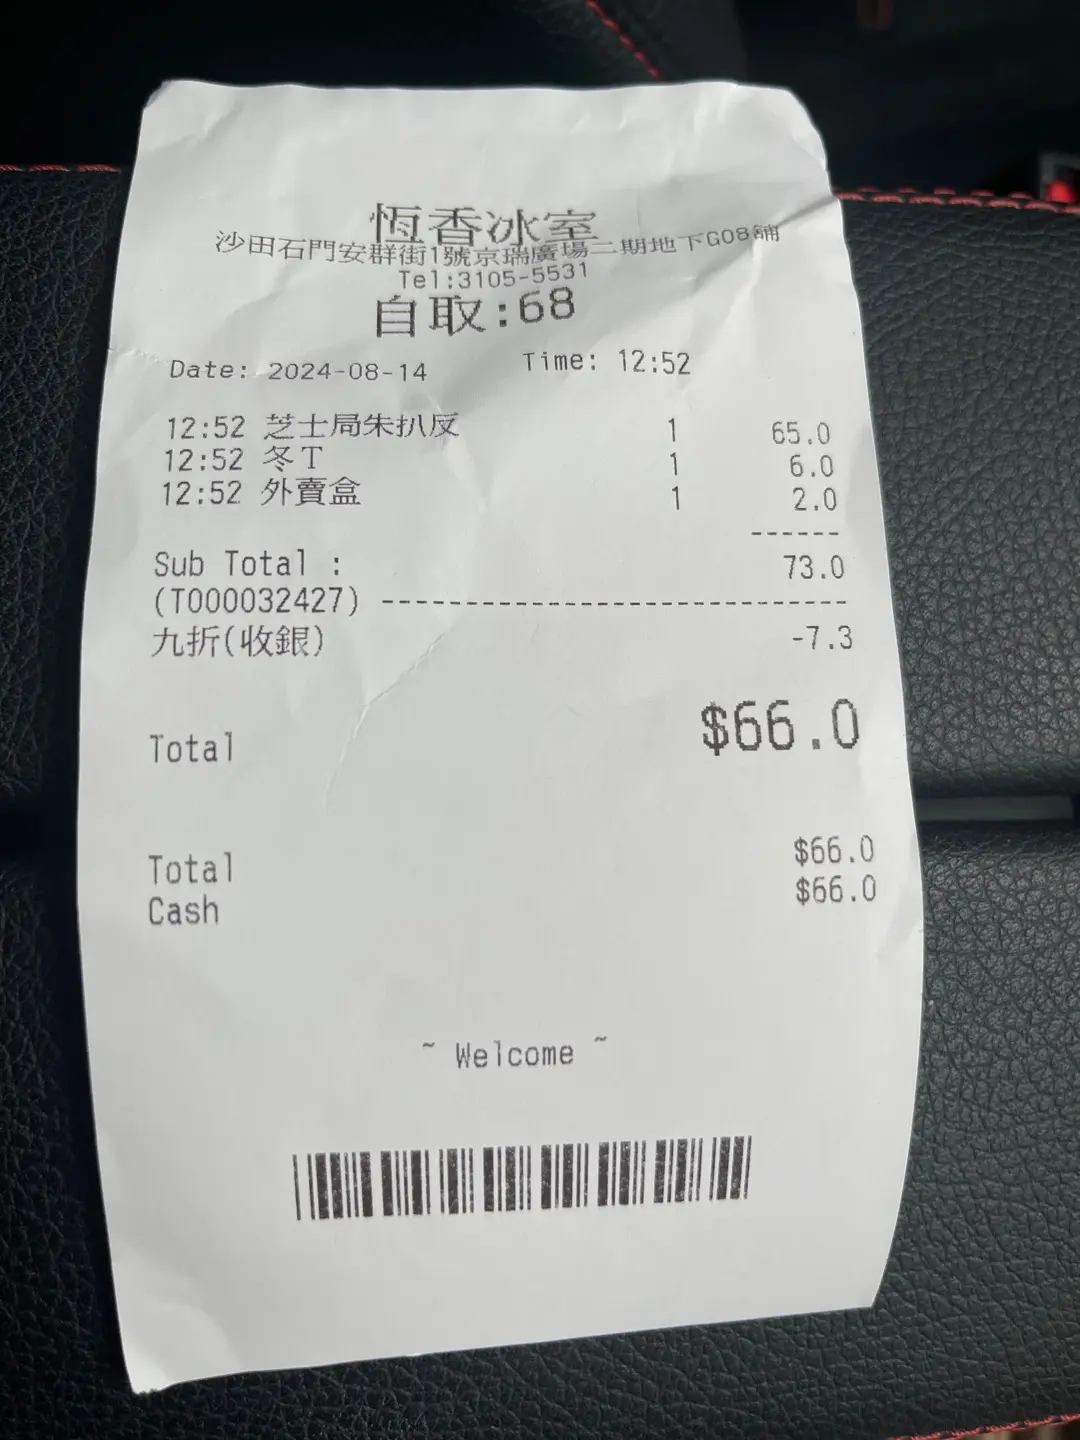 恆香冰室
沙田石門安群街1號京瑞廣場二期地下G08舖
Tel:3105-5531
自取:68
Date: 2024-08-14 Time: 12:52
12:52 芝士局朱扒反 1 65.0
12:52 冬T 1 6.0
12:52 外賣盒 1 2.0
------
Sub Total : 73.0
(T000032427) ----------------------------
九折(收銀) -7.3
Total $66.0
Total $66.0
Cash $66.0
~ Welcome ~